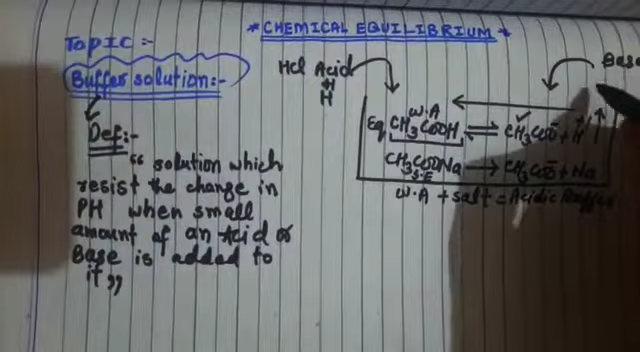 * CHEMICAL EQUILIBRIUM *
Topic :-
Buffer solution:-
Def:-
“ solution which
resist the change in
PH when small
amount of an Acid or
Base is added to
it ”
Hcl Acid
H
Base
W.A
Eq CH₃COOH ⇌ CH₃COO⁻ + H⁺ ↑
CH₃COONa → CH₃COO⁻ + Na
S.E
W.A + salt = Acidic Buffer